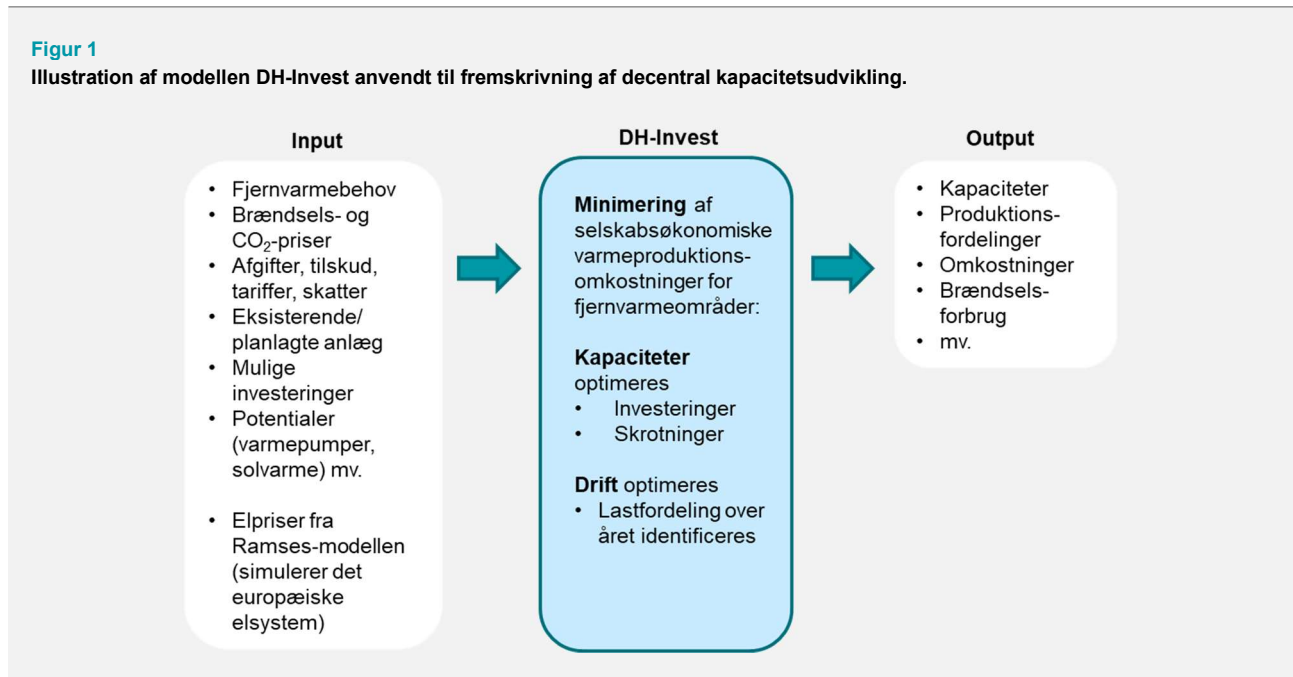 Figur 1
Illustration af modellen DH-Invest anvendt til fremskrivning af decentral kapacitetsudvikling.
Input
• Fjernvarmebehov
• Brændsels- og
CO₂-priser
• Afgifter, tilskud,
tariffer, skatter
• Eksisterende/
planlagte anlæg
• Mulige
investeringer
• Potentialer
(varmepumper,
solvarme) mv.
• Elpriser fra
Ramses-modellen
(simulerer det
europæiske
elsystem)
DH-Invest
Minimering af
selskabsøkonomiske
varmeproduktions-
omkostninger for
fjernvarmeområder:
Kapaciteter
optimeres
• Investeringer
• Skrotninger
Drift optimeres
• Lastfordeling over
året identificeres
Output
• Kapaciteter
• Produktions-
fordelinger
• Omkostninger
• Brændsels-
forbrug
• mv.